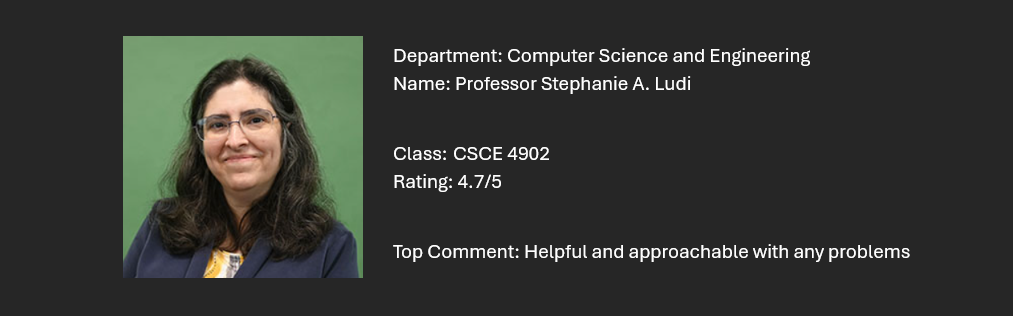 Department: Computer Science and Engineering
Name: Professor Stephanie A. Ludi
Class: CSCE 4902
Rating: 4.7/5
Top Comment: Helpful and approachable with any problems